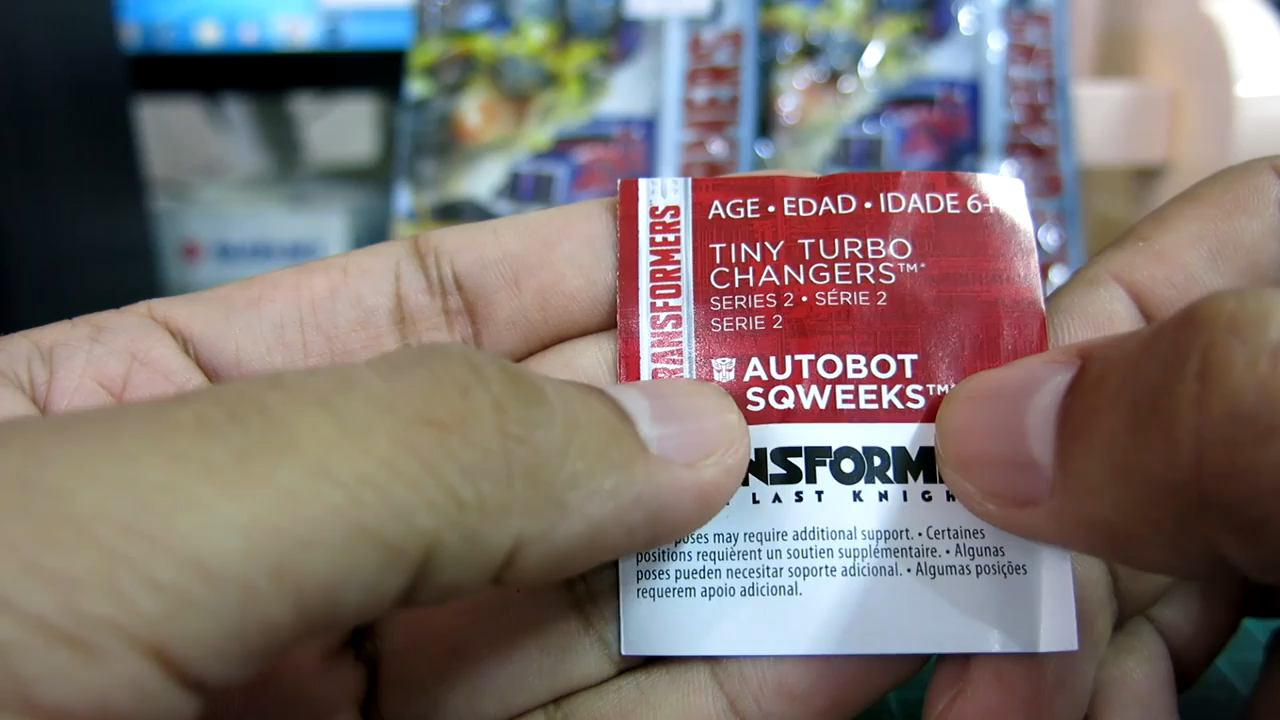 AGE • EDAD • IDADE 6+
TRANSFORMERS
TINY TURBO
CHANGERS™*
SERIES 2 • SÉRIE 2
SERIE 2
AUTOBOT
SQWEEKS™*
NSFORM
LAST KNIGH
poses may require additional support. • Certaines
positions requièrent un soutien supplémentaire. • Algunas
poses pueden necesitar soporte adicional. • Algumas posições
requerem apoio adicional.